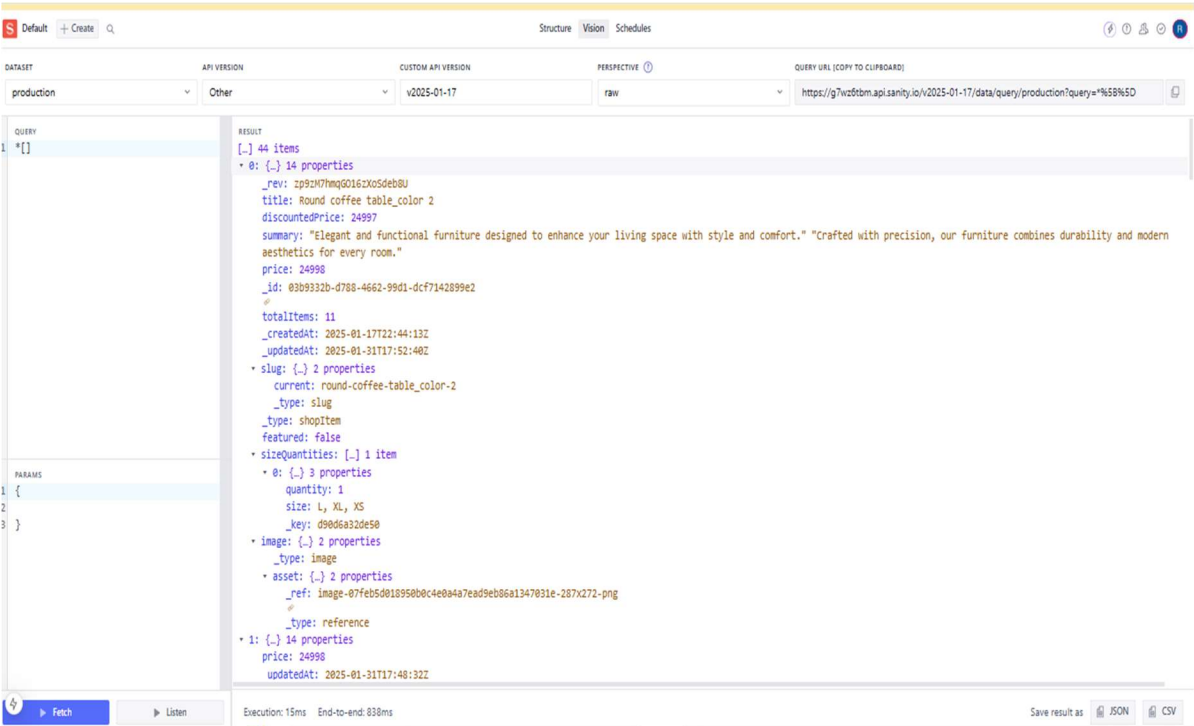 S Default + Create
Structure Vision Schedules
R
DATASET
API VERSION
CUSTOM API VERSION
PERSPECTIVE
QUERY URL [COPY TO CLIPBOARD]
production
Other
v2025-01-17
raw
https://g7wz6tbm.api.sanity.io/v2025-01-17/data/query/production?query=*%5B%5D
QUERY
1 *[]
PARAMS
1 {
2
3 }
RESULT
[…] 44 items
0: {…} 14 properties
_rev: zp9zM7hmqGO16zXoSdeb8U
title: Round coffee table_color 2
discountedPrice: 24997
summary: "Elegant and functional furniture designed to enhance your living space with style and comfort." "Crafted with precision, our furniture combines durability and modern
aesthetics for every room."
price: 24998
_id: 03b9332b-d788-4662-99d1-dcf7142899e2
totalItems: 11
_createdAt: 2025-01-17T22:44:13Z
_updatedAt: 2025-01-31T17:52:40Z
slug: {…} 2 properties
current: round-coffee-table_color-2
_type: slug
_type: shopItem
featured: false
sizeQuantities: […] 1 item
0: {…} 3 properties
quantity: 1
size: L, XL, XS
_key: d90d6a32de50
image: {…} 2 properties
_type: image
asset: {…} 2 properties
_ref: image-07feb5d018950b0c4e0a4a7ead9eb86a1347031e-287x272-png
_type: reference
1: {…} 14 properties
price: 24998
_updatedAt: 2025-01-31T17:48:32Z
Fetch
Listen
Execution: 15ms End-to-end: 838ms
Save result as JSON CSV